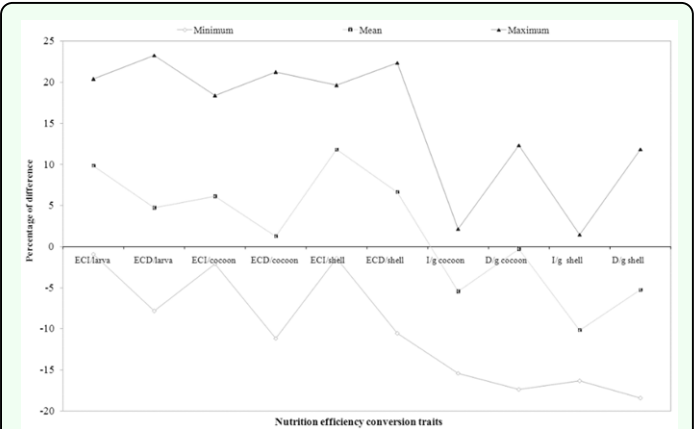 Minimum Mean Maximum
25
20
15
10
5
0
-5
-10
-15
-20
Percentage of difference
ECI/larva ECD/larva ECI/cocoon ECD/cocoon ECI/shell ECD/shell I/g cocoon D/g cocoon I/g shell D/g shell
Nutrition efficiency conversion traits